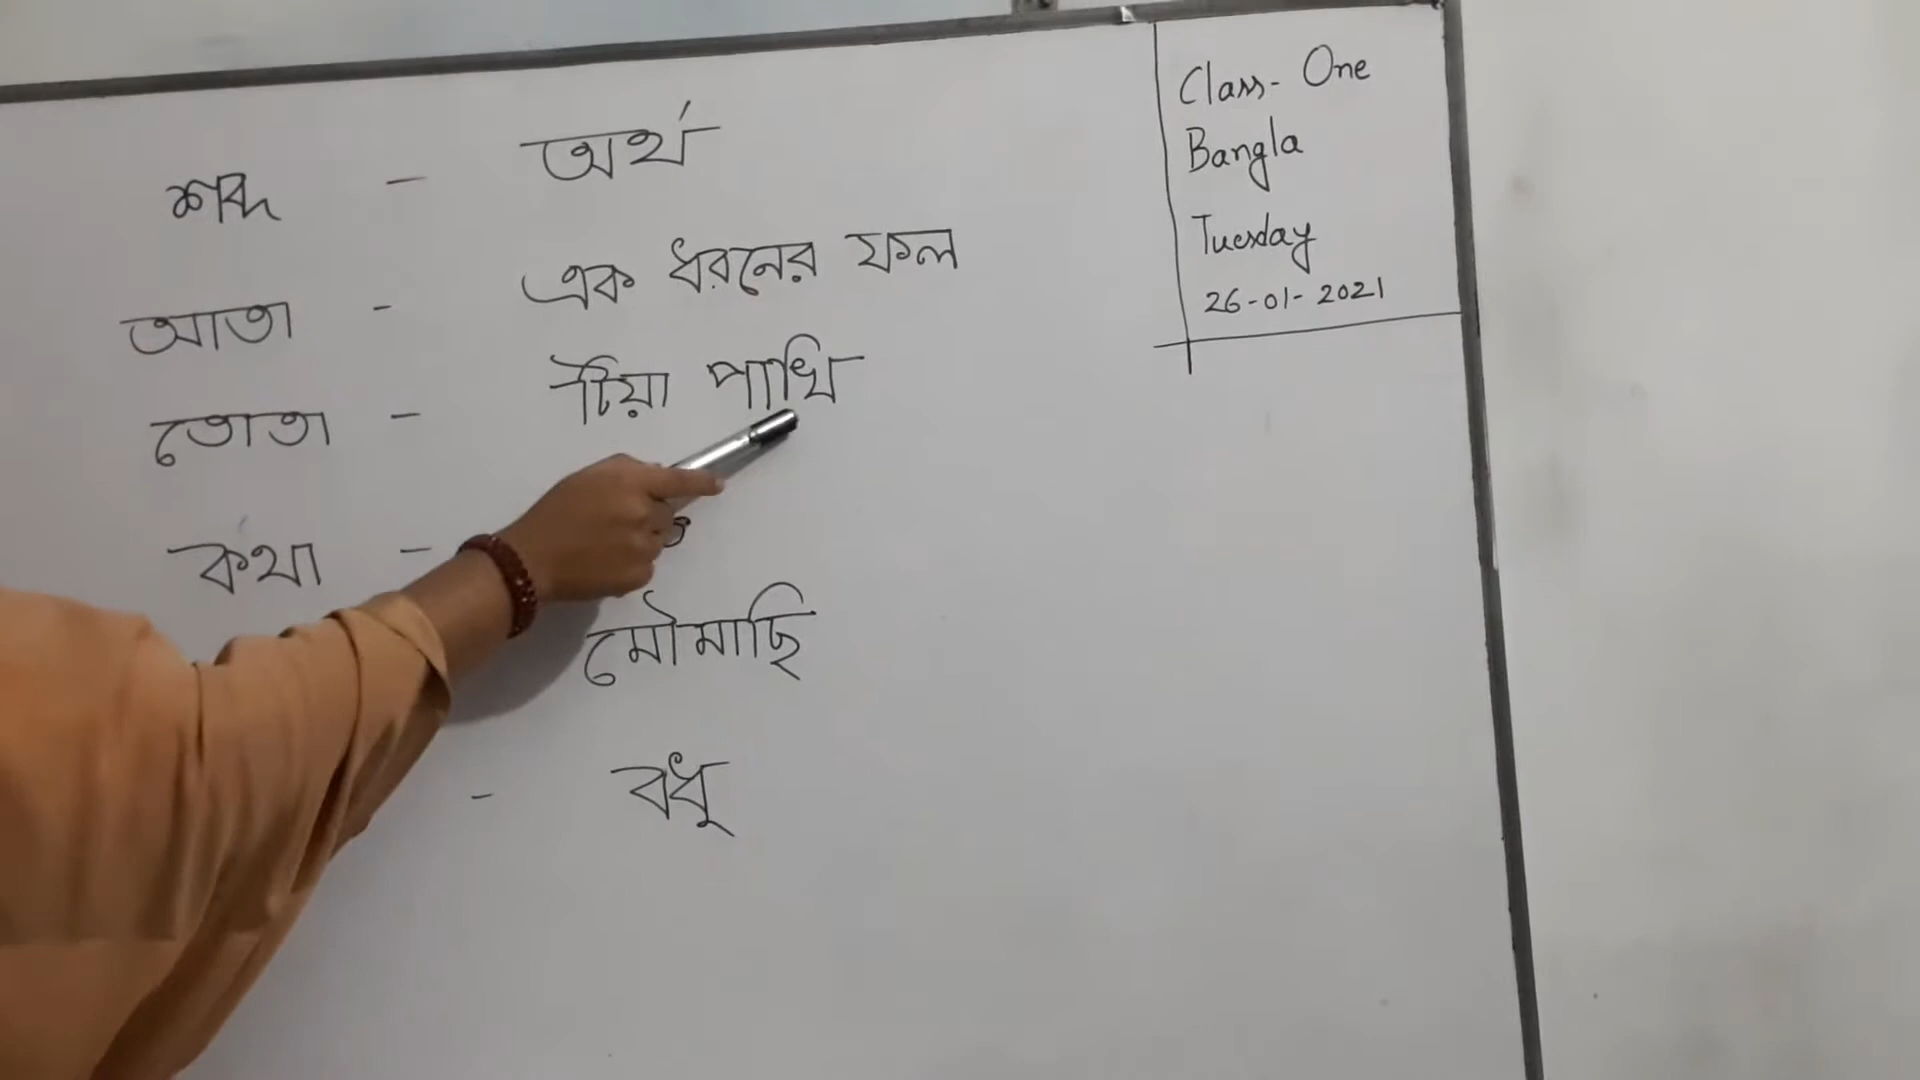 শব্দ - অর্থ
আতা - এক ধরনের ফল
তোতা - টিয়া পাখি
কথা -
মৌমাছি
- বধূ
Class- One
Bangla
Tuesday
26-01-2021